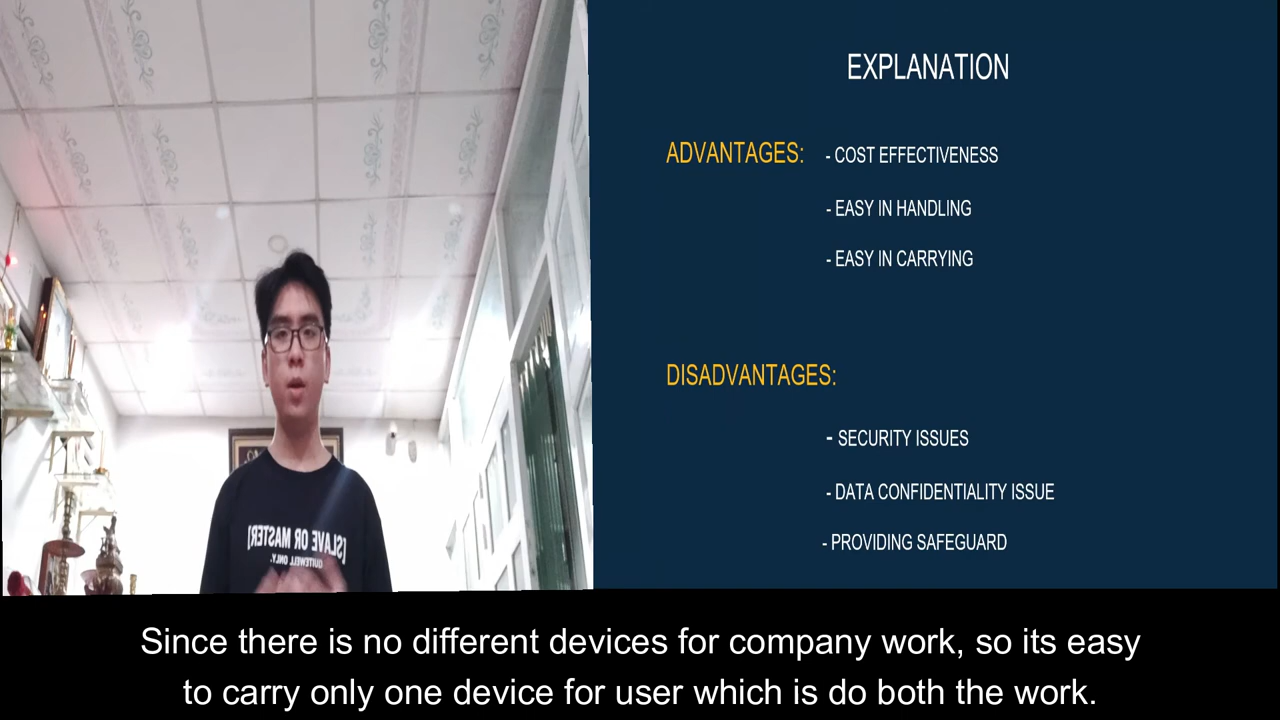 EXPLANATION
ADVANTAGES: - COST EFFECTIVENESS
- EASY IN HANDLING
- EASY IN CARRYING
DISADVANTAGES:
- SECURITY ISSUES
- DATA CONFIDENTIALITY ISSUE
- PROVIDING SAFEGUARD
[SLAVE OR MASTER]
Since there is no different devices for company work, so its easy
to carry only one device for user which is do both the work.